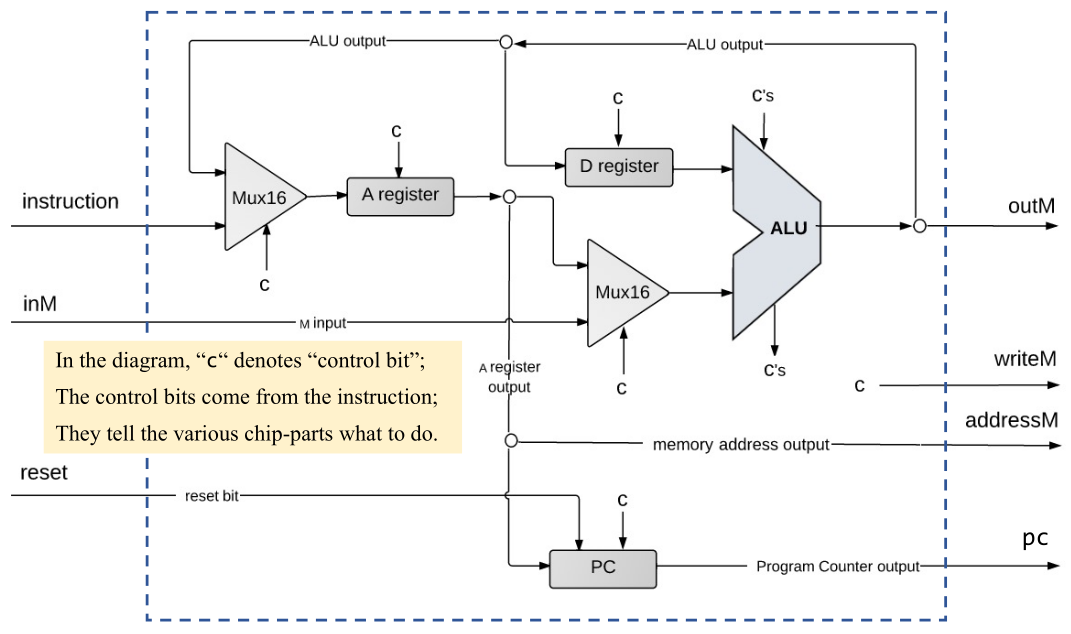 ALU output
ALU output
c
c's
c
D register
instruction
Mux16
A register
outM
ALU
c
inM
Mux16
M input
In the diagram, “c“ denotes “control bit”;
The control bits come from the instruction;
They tell the various chip-parts what to do.
A register
output
c
c's
c
writeM
addressM
memory address output
reset
reset bit
c
pc
PC
Program Counter output